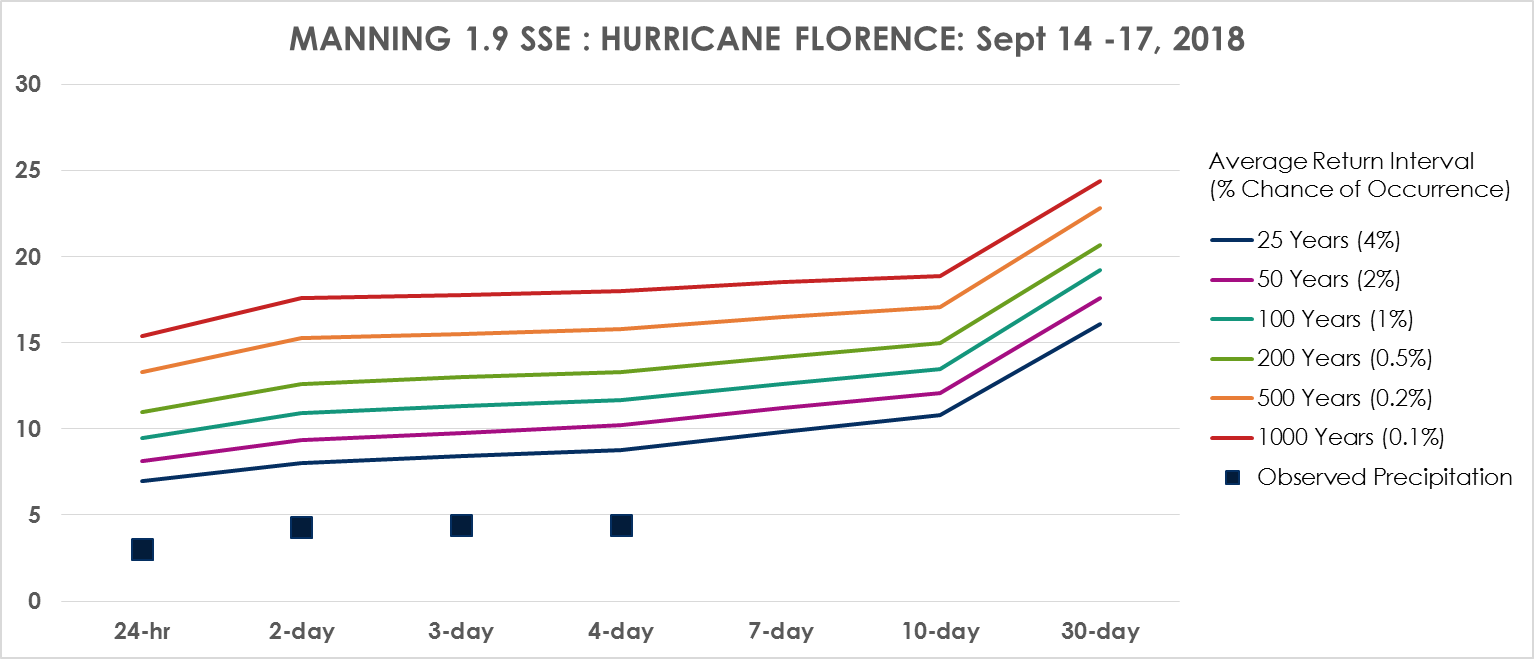 MANNING 1.9 SSE : HURRICANE FLORENCE: Sept 14 -17, 2018
30
25
20
15
10
5
0
24-hr 2-day 3-day 4-day 7-day 10-day 30-day
Average Return Interval
(% Chance of Occurrence)
25 Years (4%)
50 Years (2%)
100 Years (1%)
200 Years (0.5%)
500 Years (0.2%)
1000 Years (0.1%)
Observed Precipitation